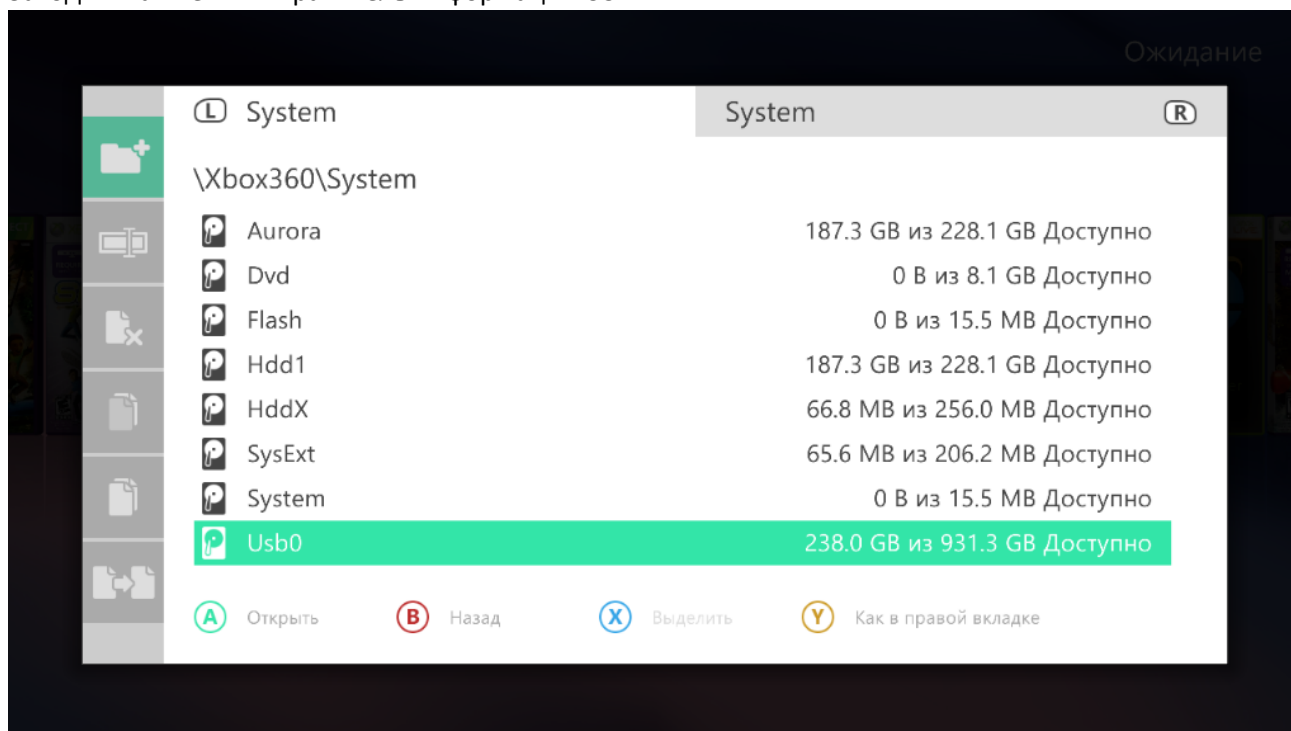 Ожидание
L System
System R
\Xbox360\System
Aurora 187.3 GB из 228.1 GB Доступно
Dvd 0 B из 8.1 GB Доступно
Flash 0 B из 15.5 MB Доступно
Hdd1 187.3 GB из 228.1 GB Доступно
HddX 66.8 MB из 256.0 MB Доступно
SysExt 65.6 MB из 206.2 MB Доступно
System 0 B из 15.5 MB Доступно
Usb0 238.0 GB из 931.3 GB Доступно
A Открыть B Назад X Выделить Y Как в правой вкладке